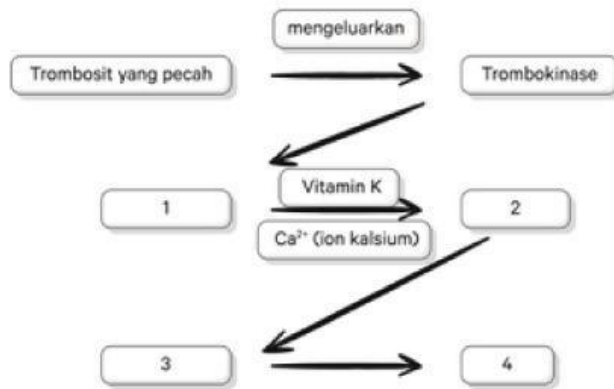 mengeluarkan
Trombosit yang pecah
Trombokinase
Vitamin K
1
2
Ca²⁺ (ion kalsium)
3
4